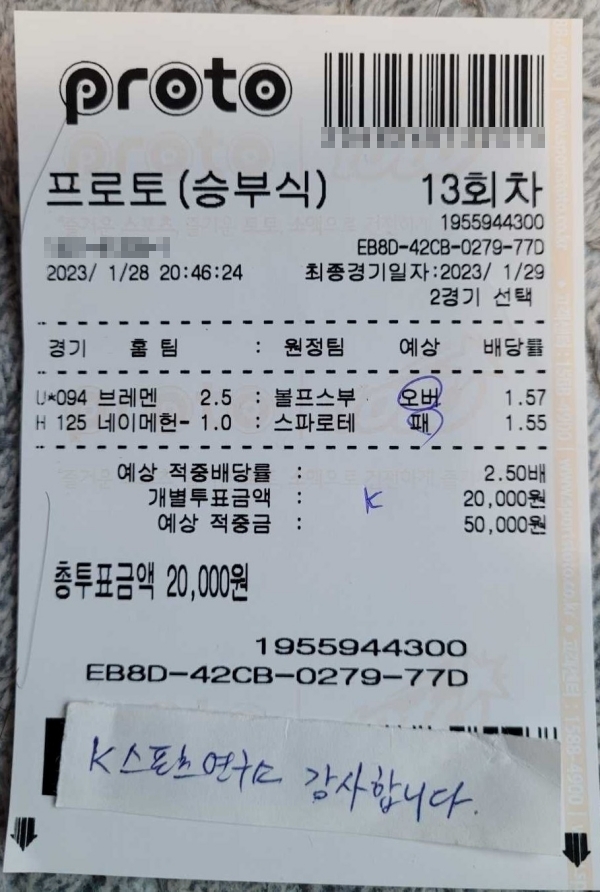 proto
프로토(승부식) 13회차
1955944300
EB8D-42CB-0279-77D
2023/ 1/28 20:46:24 최종경기일자:2023/ 1/29
2경기 선택
경기 홈 팀 : 원정팀 예상 배당률
U*094 브레멘 2.5 : 볼프스부 오버 1.57
H 125 네이메헌- 1.0 : 스파로테 패 1.55
예상 적중배당률 : 2.50배
개별투표금액 : K 20,000원
예상 적중금 : 50,000원
총투표금액 20,000원
1955944300
EB8D-42CB-0279-77D
K스포츠연구소 감사합니다.